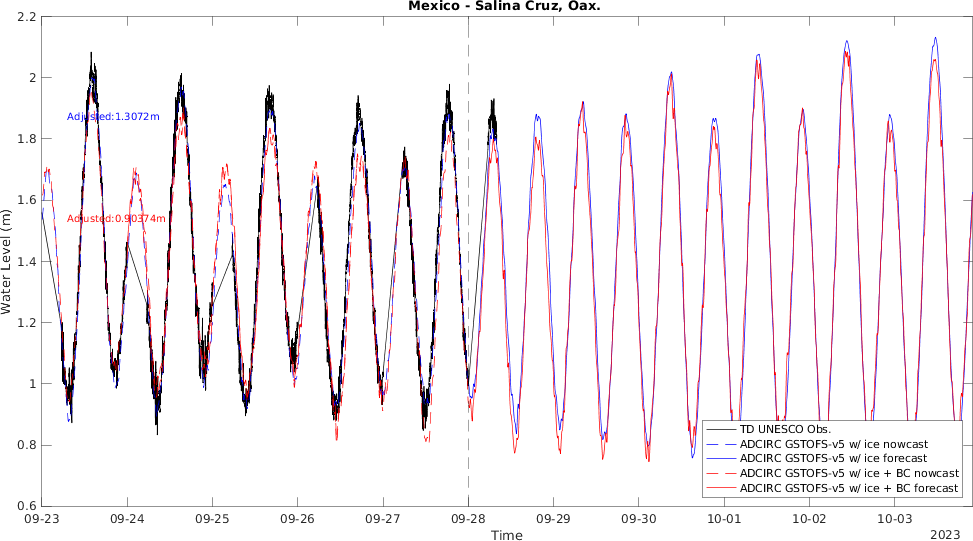 Mexico - Salina Cruz, Oax.
2.2
2
1.8
1.6
1.4
1.2
1
0.8
0.6
Water Level (m)
Adjusted:1.3072m
Adjusted:0.90374m
TD UNESCO Obs.
ADCIRC GSTOFS-v5 w/ ice nowcast
ADCIRC GSTOFS-v5 w/ ice forecast
ADCIRC GSTOFS-v5 w/ ice + BC nowcast
ADCIRC GSTOFS-v5 w/ ice + BC forecast
09-23 09-24 09-25 09-26 09-27 09-28 09-29 09-30 10-01 10-02 10-03
Time
2023